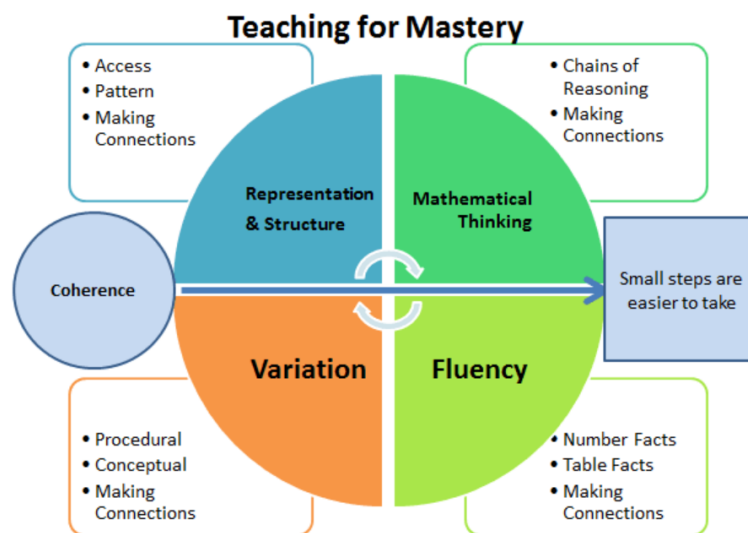 Teaching for Mastery
• Access
• Pattern
• Making
Connections
• Chains of
Reasoning
• Making
Connections
Representation
& Structure
Mathematical
Thinking
Coherence
Small steps are
easier to take
Variation
Fluency
• Procedural
• Conceptual
• Making
Connections
• Number Facts
• Table Facts
• Making
Connections